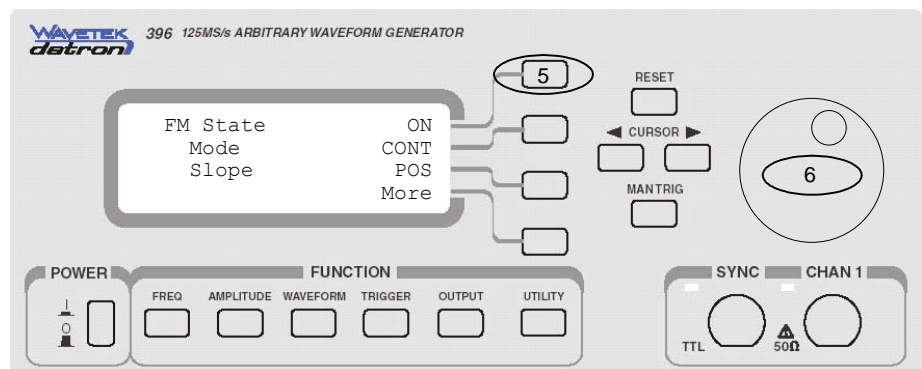 WAVETEK
datron
396 125MS/s ARBITRARY WAVEFORM GENERATOR
5
RESET
FM State ON
Mode CONT
Slope POS
More
◀ CURSOR ▶
6
MAN TRIG
POWER
FUNCTION
SYNC
CHAN 1
FREQ
AMPLITUDE
WAVEFORM
TRIGGER
OUTPUT
UTILITY
I
O
TTL
50Ω